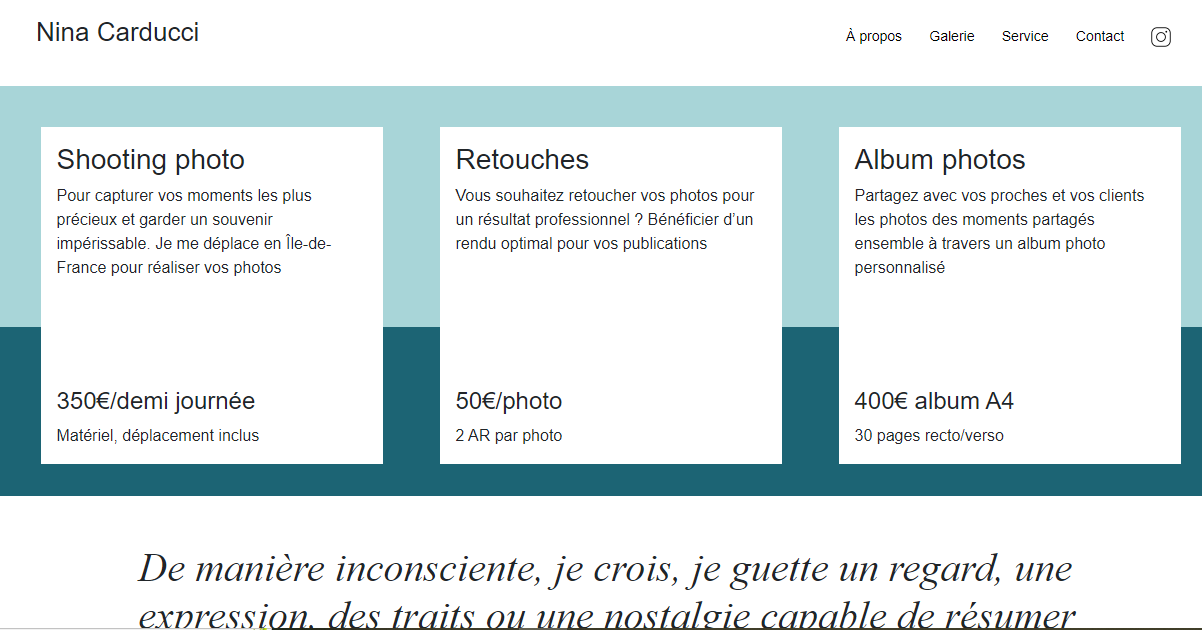 Nina Carducci
À propos
Galerie
Service
Contact
Shooting photo
Pour capturer vos moments les plus
précieux et garder un souvenir
impérissable. Je me déplace en Île-de-
France pour réaliser vos photos
350€/demi journée
Matériel, déplacement inclus
Retouches
Vous souhaitez retoucher vos photos pour
un résultat professionnel ? Bénéficier d’un
rendu optimal pour vos publications
50€/photo
2 AR par photo
Album photos
Partagez avec vos proches et vos clients
les photos des moments partagés
ensemble à travers un album photo
personnalisé
400€ album A4
30 pages recto/verso
De manière inconsciente, je crois, je guette un regard, une
expression, des traits ou une nostalgie capable de résumer